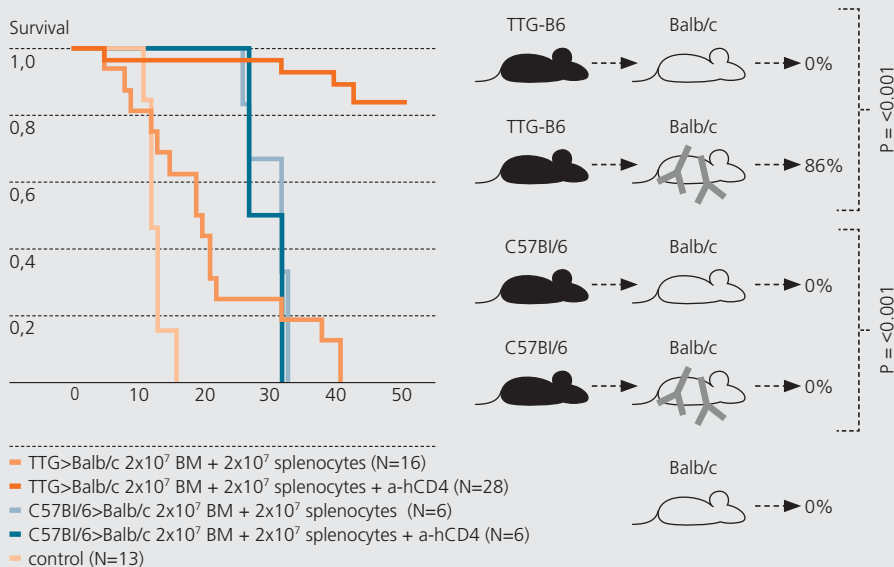 Survival
1,0
0,8
0,6
0,4
0,2
0 10 20 30 40 50
TTG>Balb/c 2x10⁷ BM + 2x10⁷ splenocytes (N=16)
TTG>Balb/c 2x10⁷ BM + 2x10⁷ splenocytes + a-hCD4 (N=28)
C57Bl/6>Balb/c 2x10⁷ BM + 2x10⁷ splenocytes (N=6)
C57Bl/6>Balb/c 2x10⁷ BM + 2x10⁷ splenocytes + a-hCD4 (N=6)
control (N=13)
TTG-B6 Balb/c
0%
TTG-B6 Balb/c
86%
P = <0.001
C57Bl/6 Balb/c
0%
C57Bl/6 Balb/c
0%
P = <0.001
Balb/c
0%